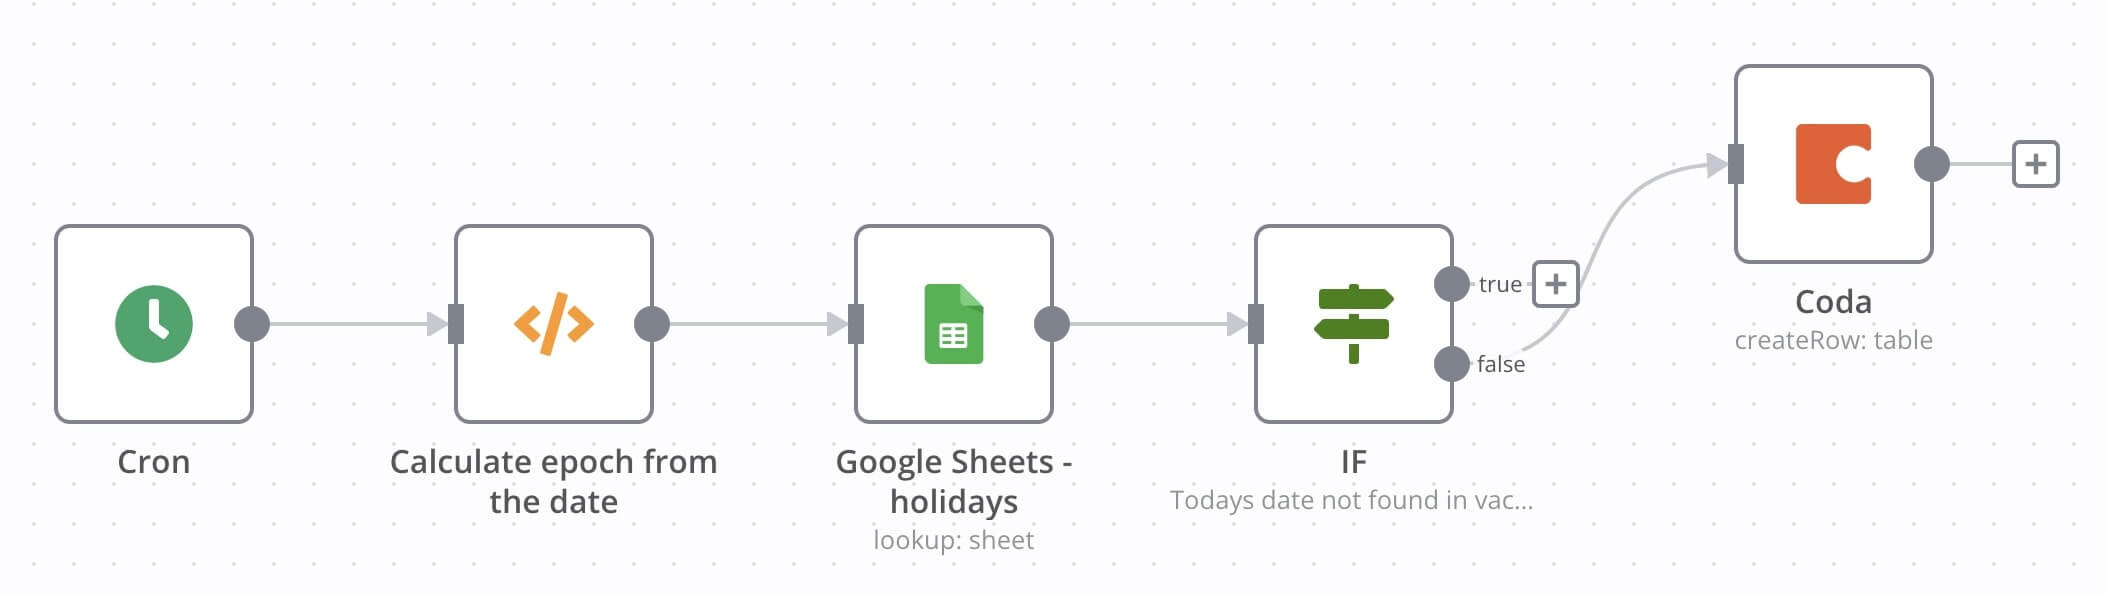 Cron
Calculate epoch from
the date
Google Sheets -
holidays
lookup: sheet
IF
Todays date not found in vac...
true
false
Coda
createRow: table